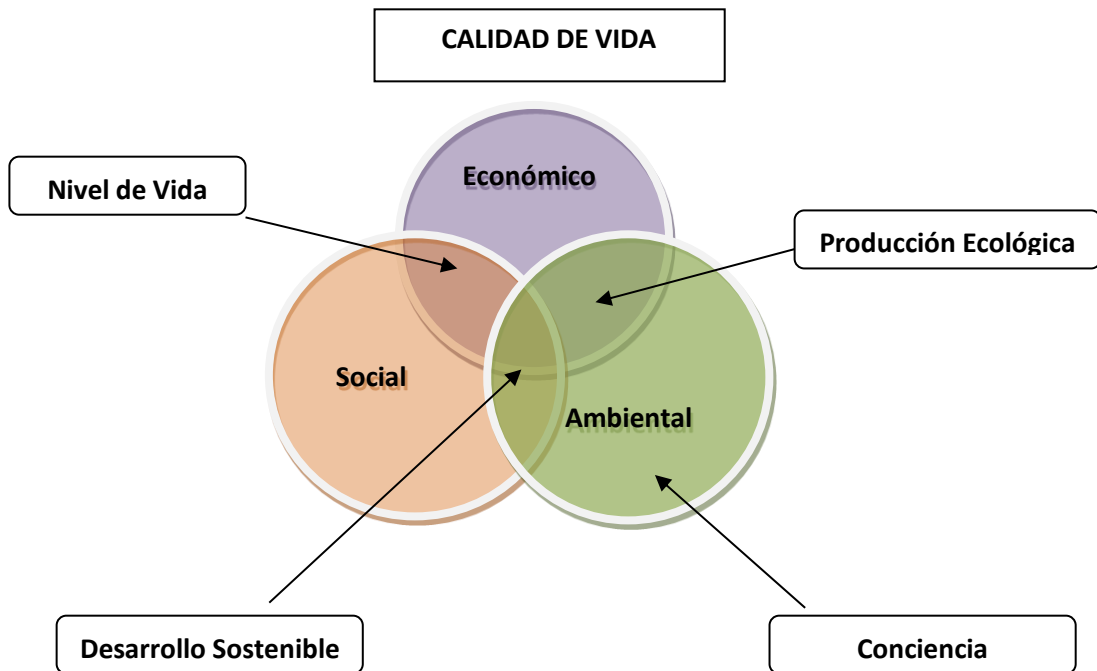 CALIDAD DE VIDA
Económico
Nivel de Vida
Producción Ecológica
Social
Ambiental
Desarrollo Sostenible
Conciencia